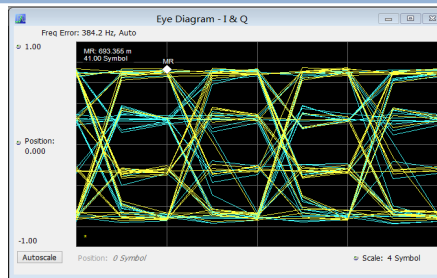 Eye Diagram - I & Q
Freq Error: 384.2 Hz, Auto
1.00
MR: 693.355 m
41.00 Symbol
MR
Position:
0.000
-1.00
Autoscale
Position: 0 Symbol
Scale: 4 Symbol